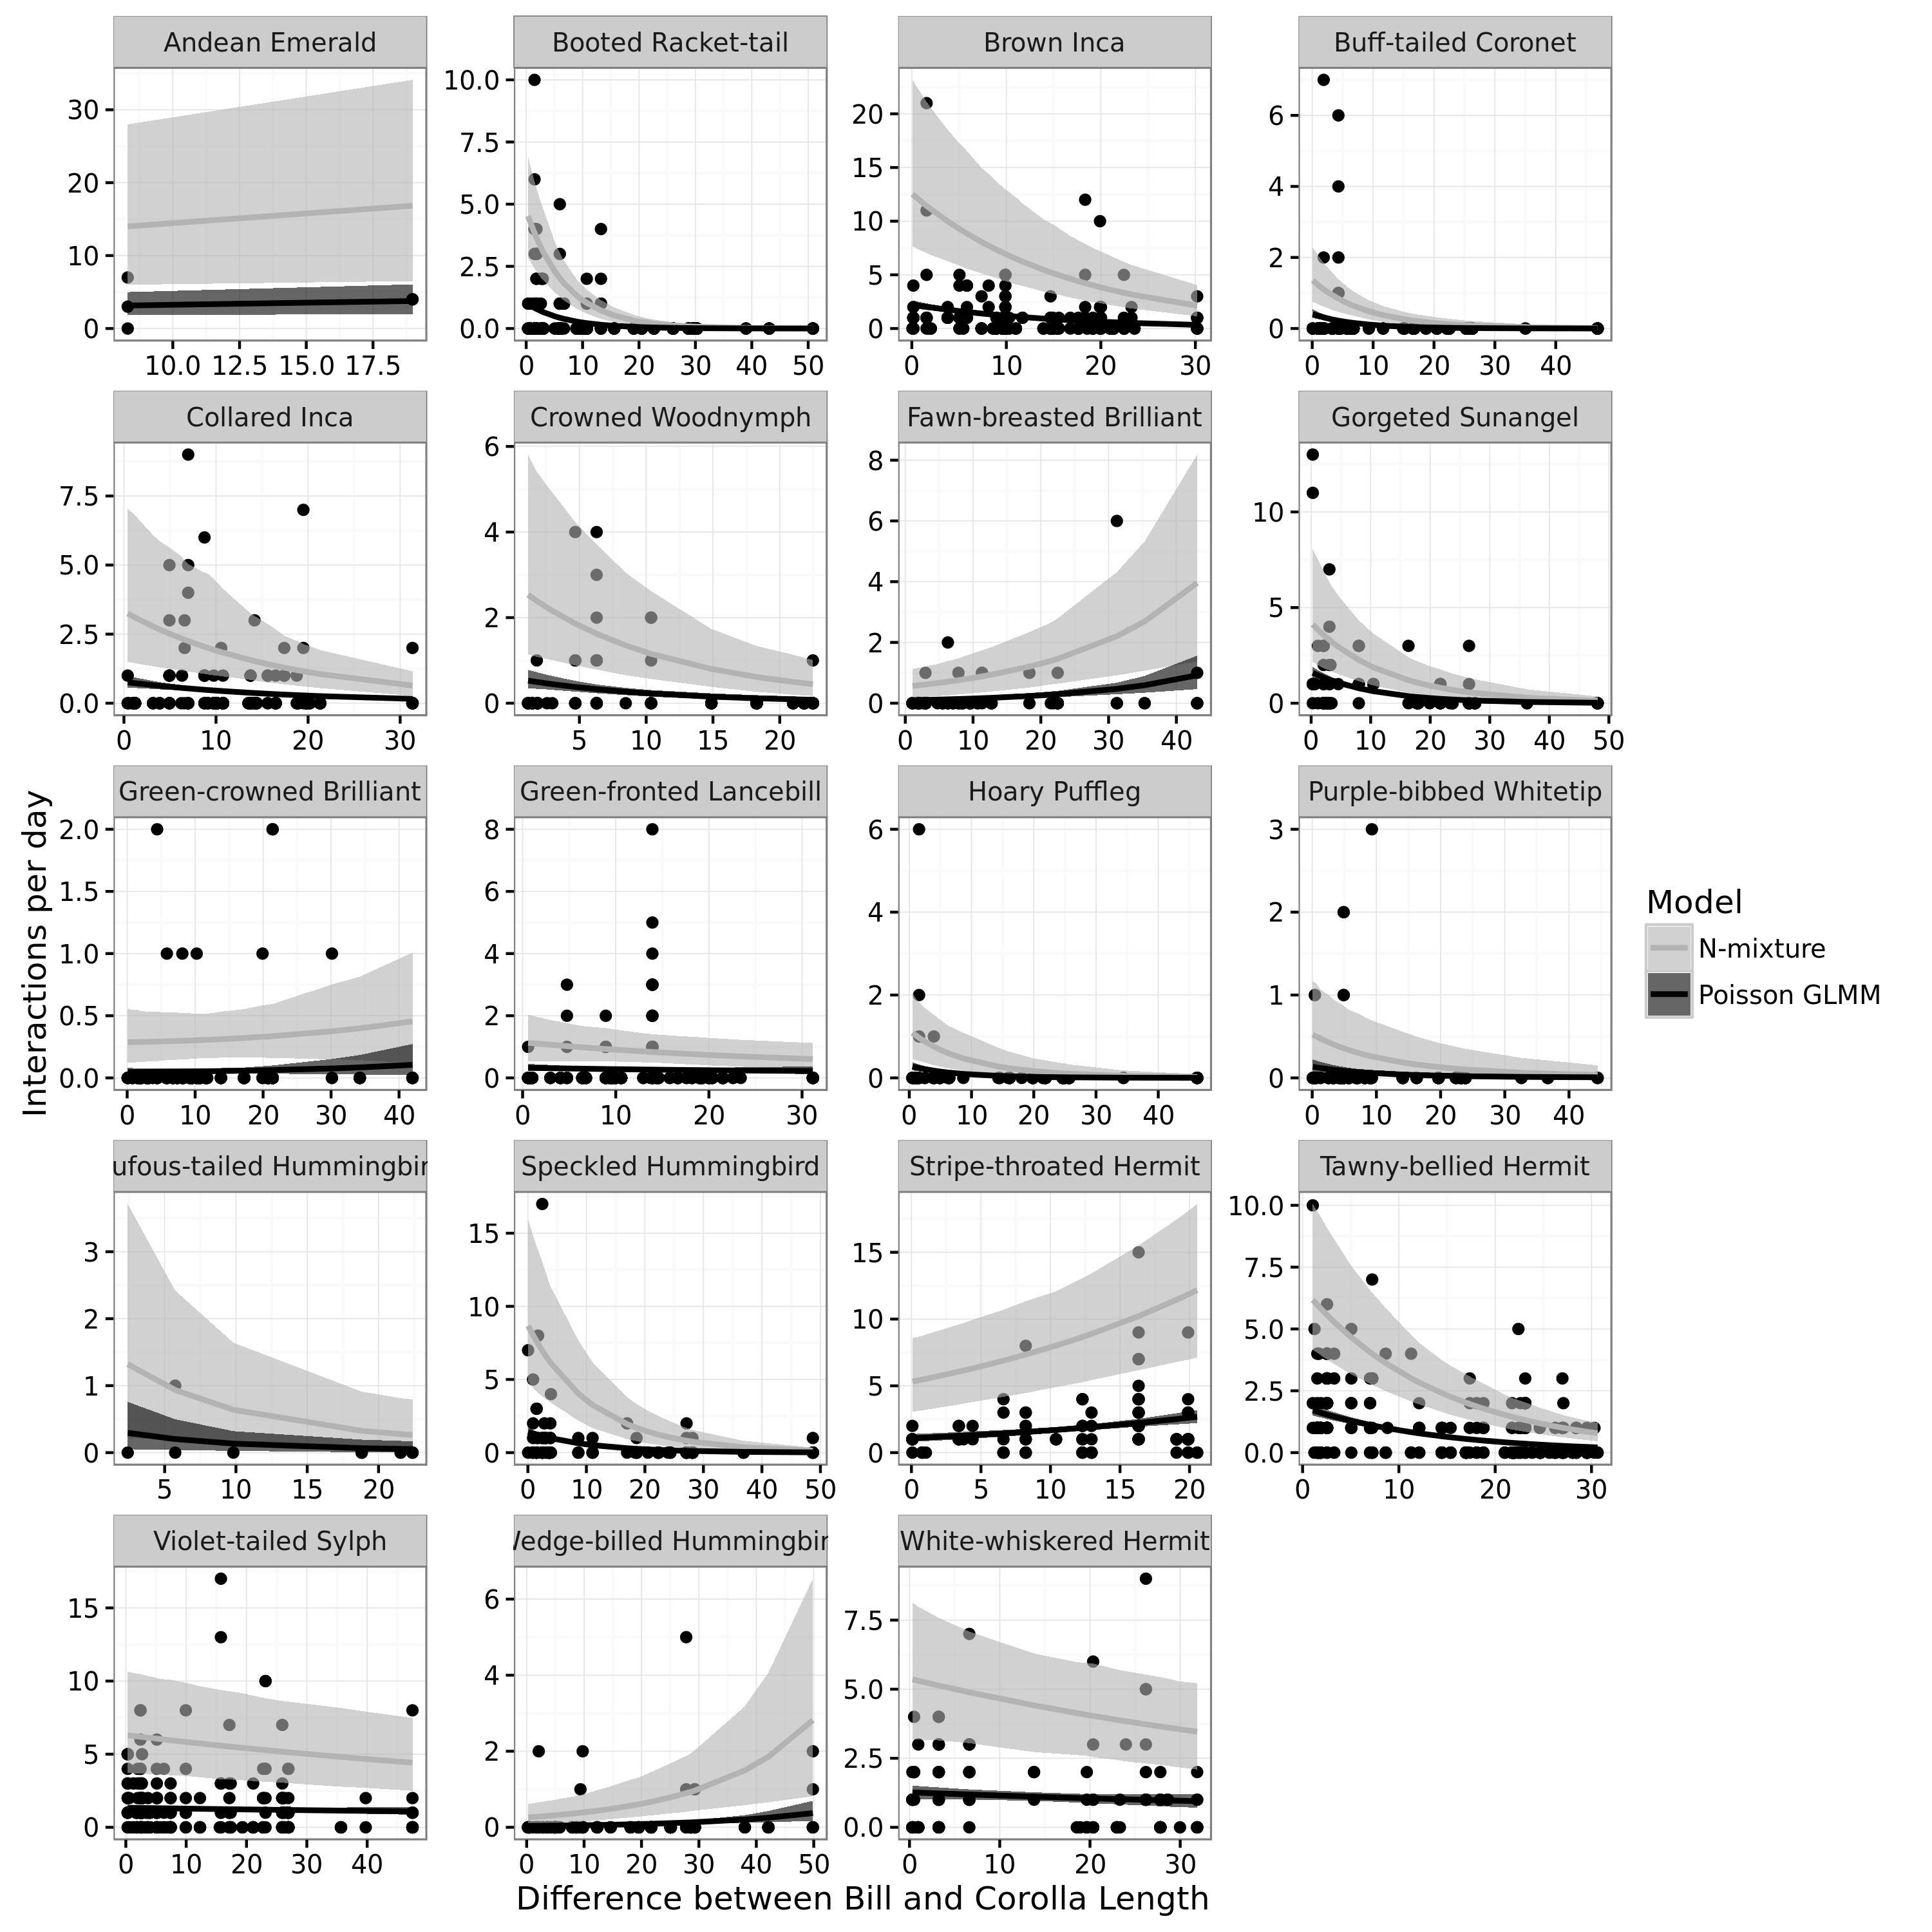 Andean Emerald
Booted Racket-tail
Brown Inca
Buff-tailed Coronet
30
20
10
0
10.0 12.5 15.0 17.5
10.0
7.5
5.0
2.5
0.0
0 10 20 30 40 50
20
15
10
5
0
0 10 20 30
6
4
2
0
0 10 20 30 40
Collared Inca
Crowned Woodnymph
Fawn-breasted Brilliant
Gorgeted Sunangel
7.5
5.0
2.5
0.0
0 10 20 30
6
4
2
0
5 10 15 20
8
6
4
2
0
0 10 20 30 40
10
5
0
0 10 20 30 40 50
Green-crowned Brilliant
Green-fronted Lancebill
Hoary Puffleg
Purple-bibbed Whitetip
2.0
1.5
1.0
0.5
0.0
0 10 20 30 40
8
6
4
2
0
0 10 20 30
6
4
2
0
0 10 20 30 40
3
2
1
0
0 10 20 30 40
ufous-tailed Hummingbir
Speckled Hummingbird
Stripe-throated Hermit
Tawny-bellied Hermit
3
2
1
0
5 10 15 20
15
10
5
0
0 10 20 30 40 50
15
10
5
0
0 5 10 15 20
10.0
7.5
5.0
2.5
0.0
0 10 20 30
Violet-tailed Sylph
edge-billed Hummingbir
White-whiskered Hermit
15
10
5
0
0 10 20 30 40
6
4
2
0
0 10 20 30 40 50
7.5
5.0
2.5
0.0
0 10 20 30
Interactions per day
Difference between Bill and Corolla Length
Model
N-mixture
Poisson GLMM